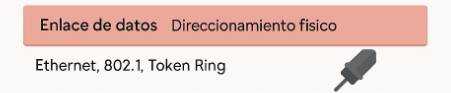 Enlace de datos Direccionamiento fisico
Ethernet, 802.1, Token Ring